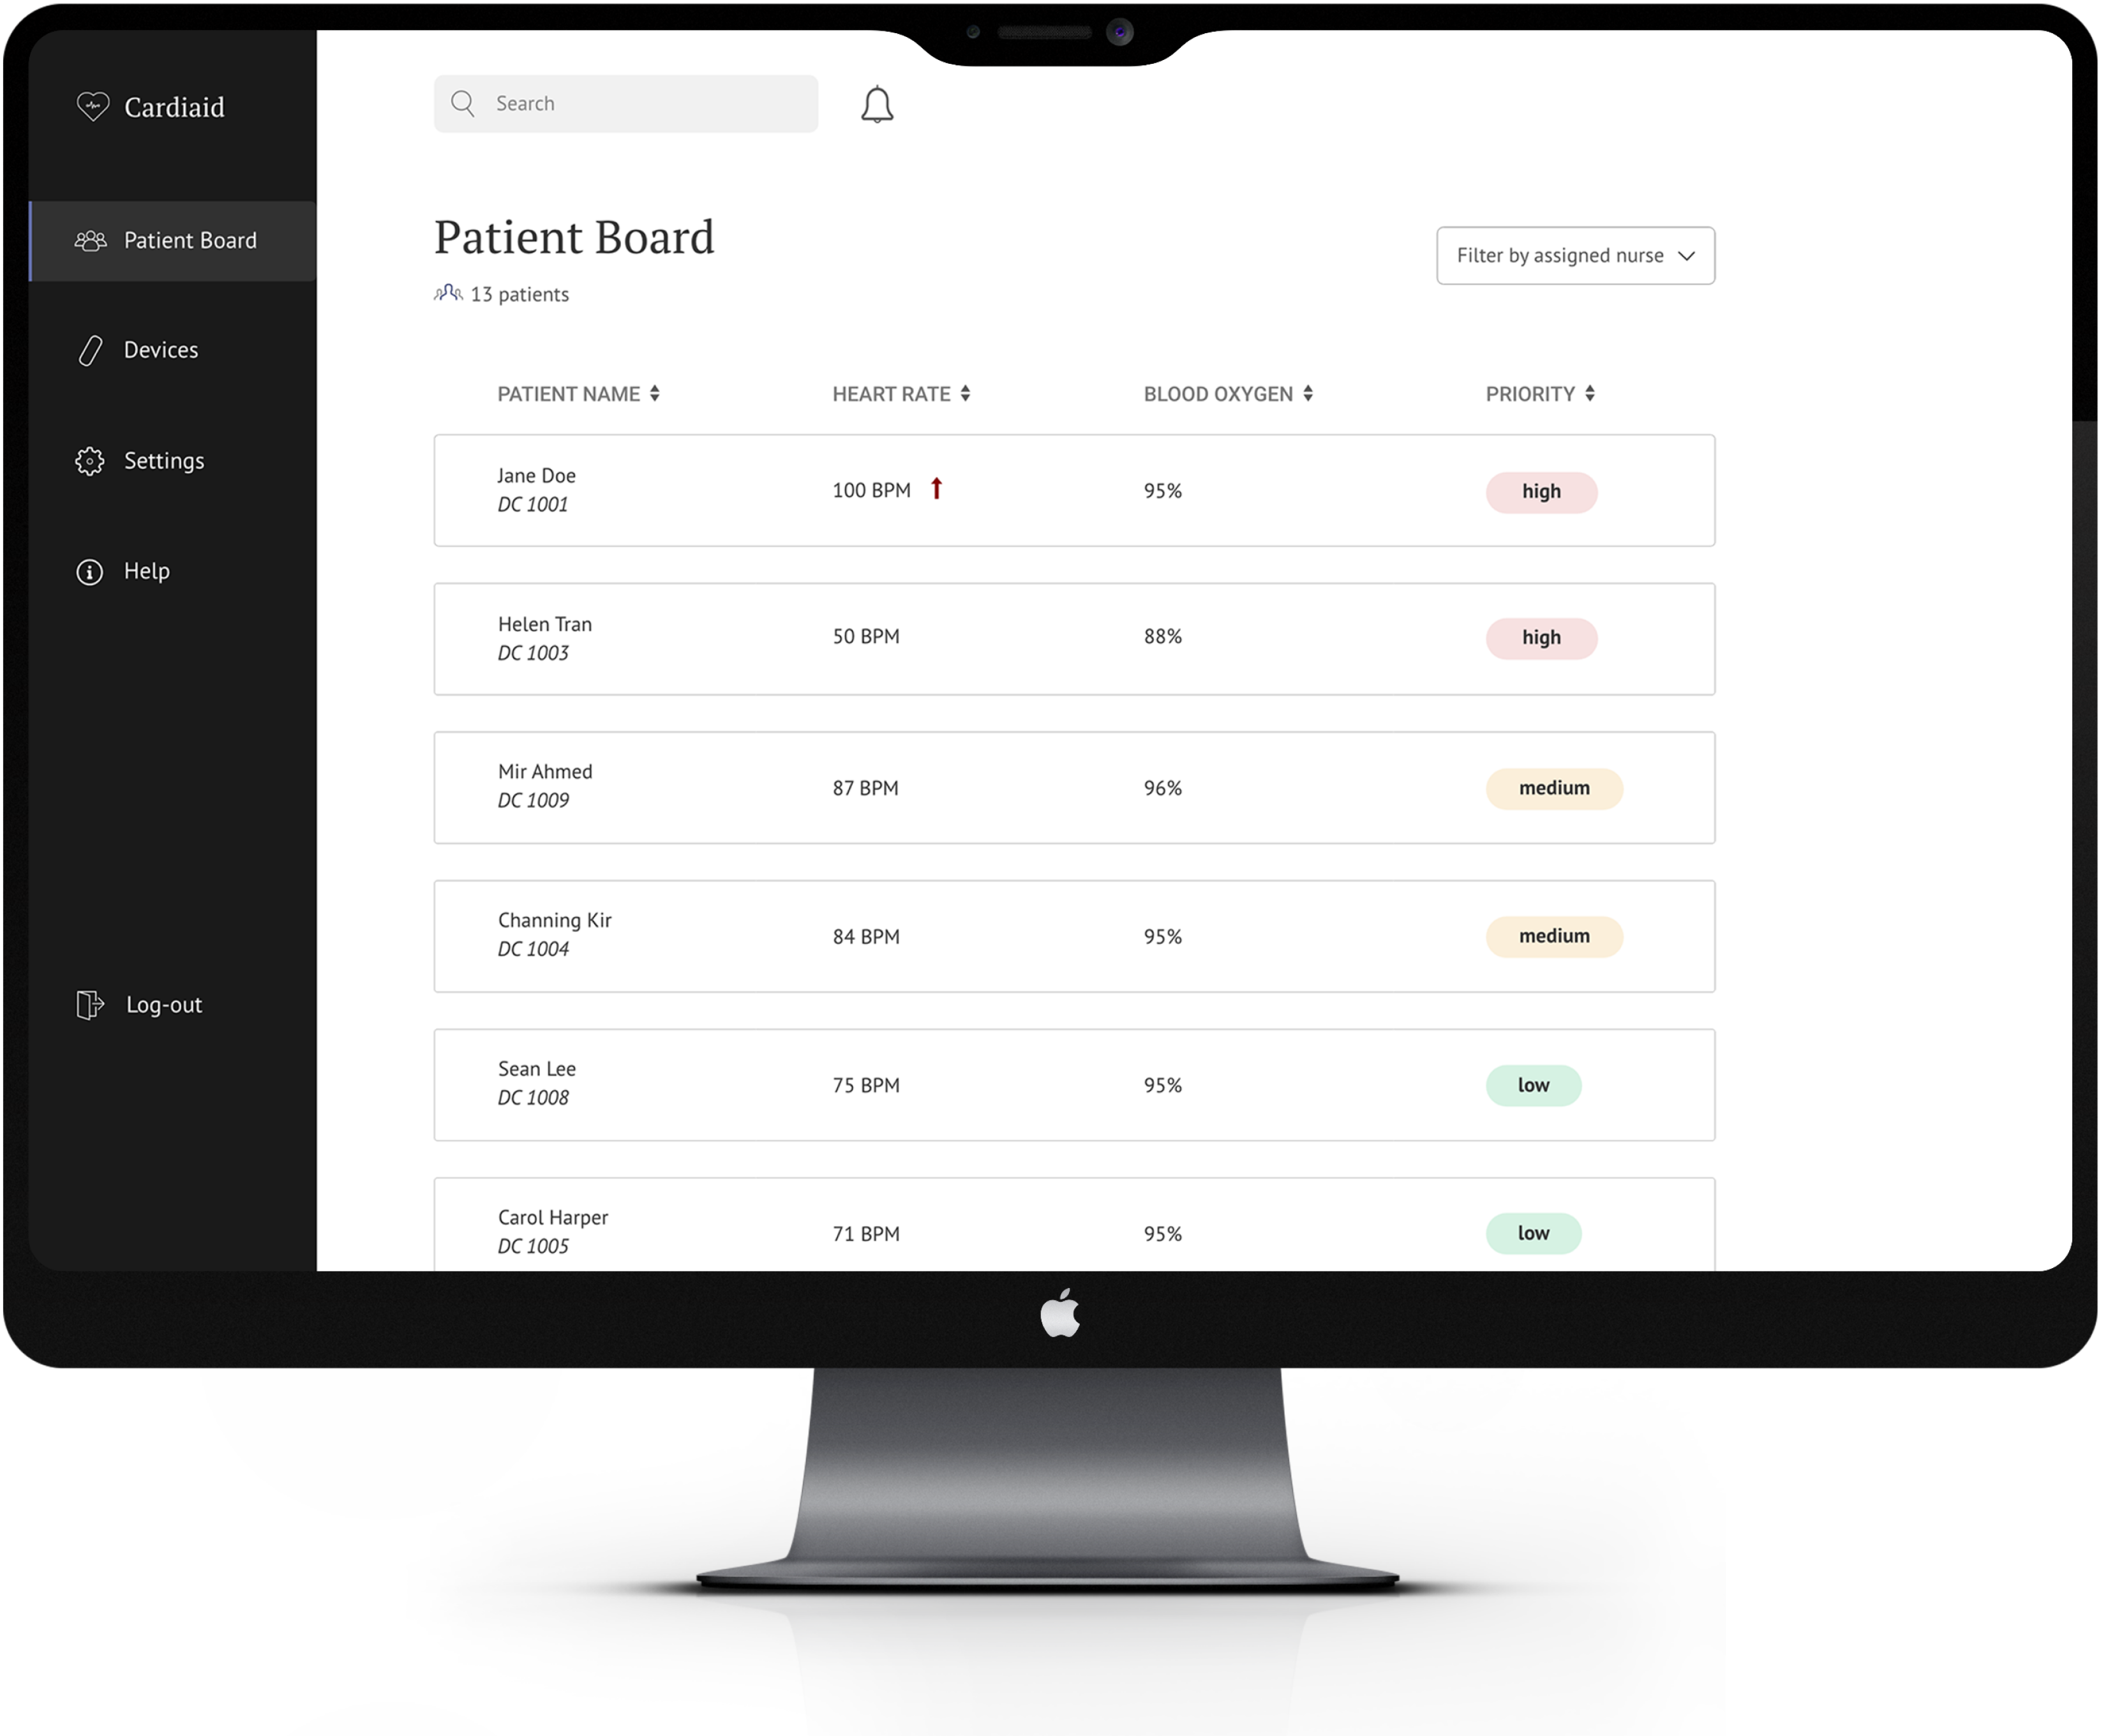 Cardiaid
Search
Patient Board
Patient Board
Filter by assigned nurse
13 patients
Devices
PATIENT NAME HEART RATE BLOOD OXYGEN PRIORITY
Settings
Jane Doe
DC 1001
100 BPM 95% high
Help
Helen Tran
DC 1003
50 BPM 88% high
Mir Ahmed
DC 1009
87 BPM 96% medium
Channing Kir
DC 1004
84 BPM 95% medium
Log-out
Sean Lee
DC 1008
75 BPM 95% low
Carol Harper
DC 1005
71 BPM 95% low